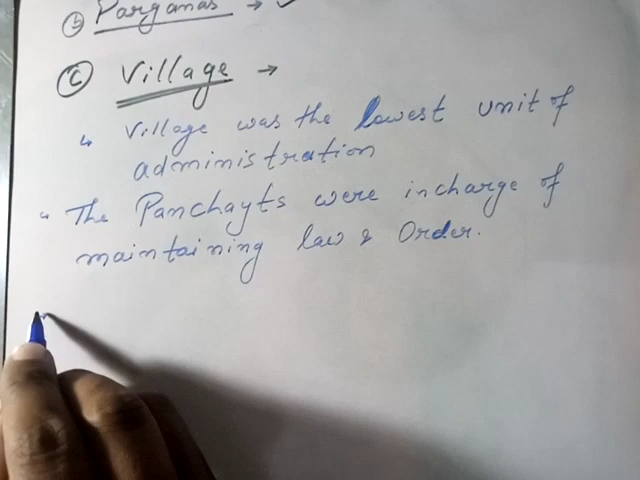 (b) Parganas →
(c) Village →
↳ Village was the lowest unit of
administration
" The Panchayts were incharge of
maintaining law & Order.